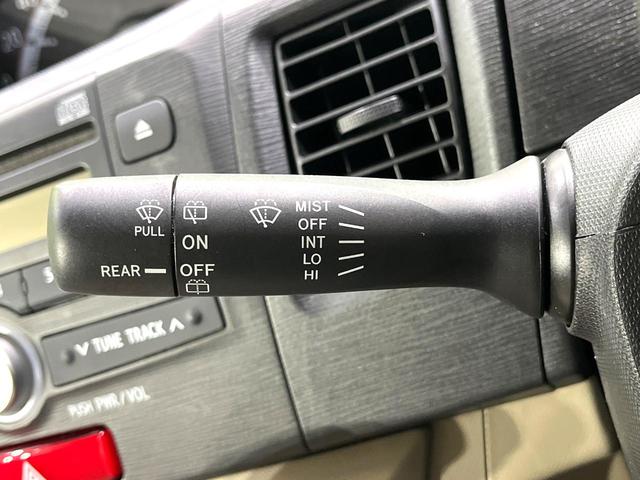 MIST
OFF
INT
LO
HI
PULL
ON
REAR
OFF
TUNE TRACK
PUSH PWR/VOL